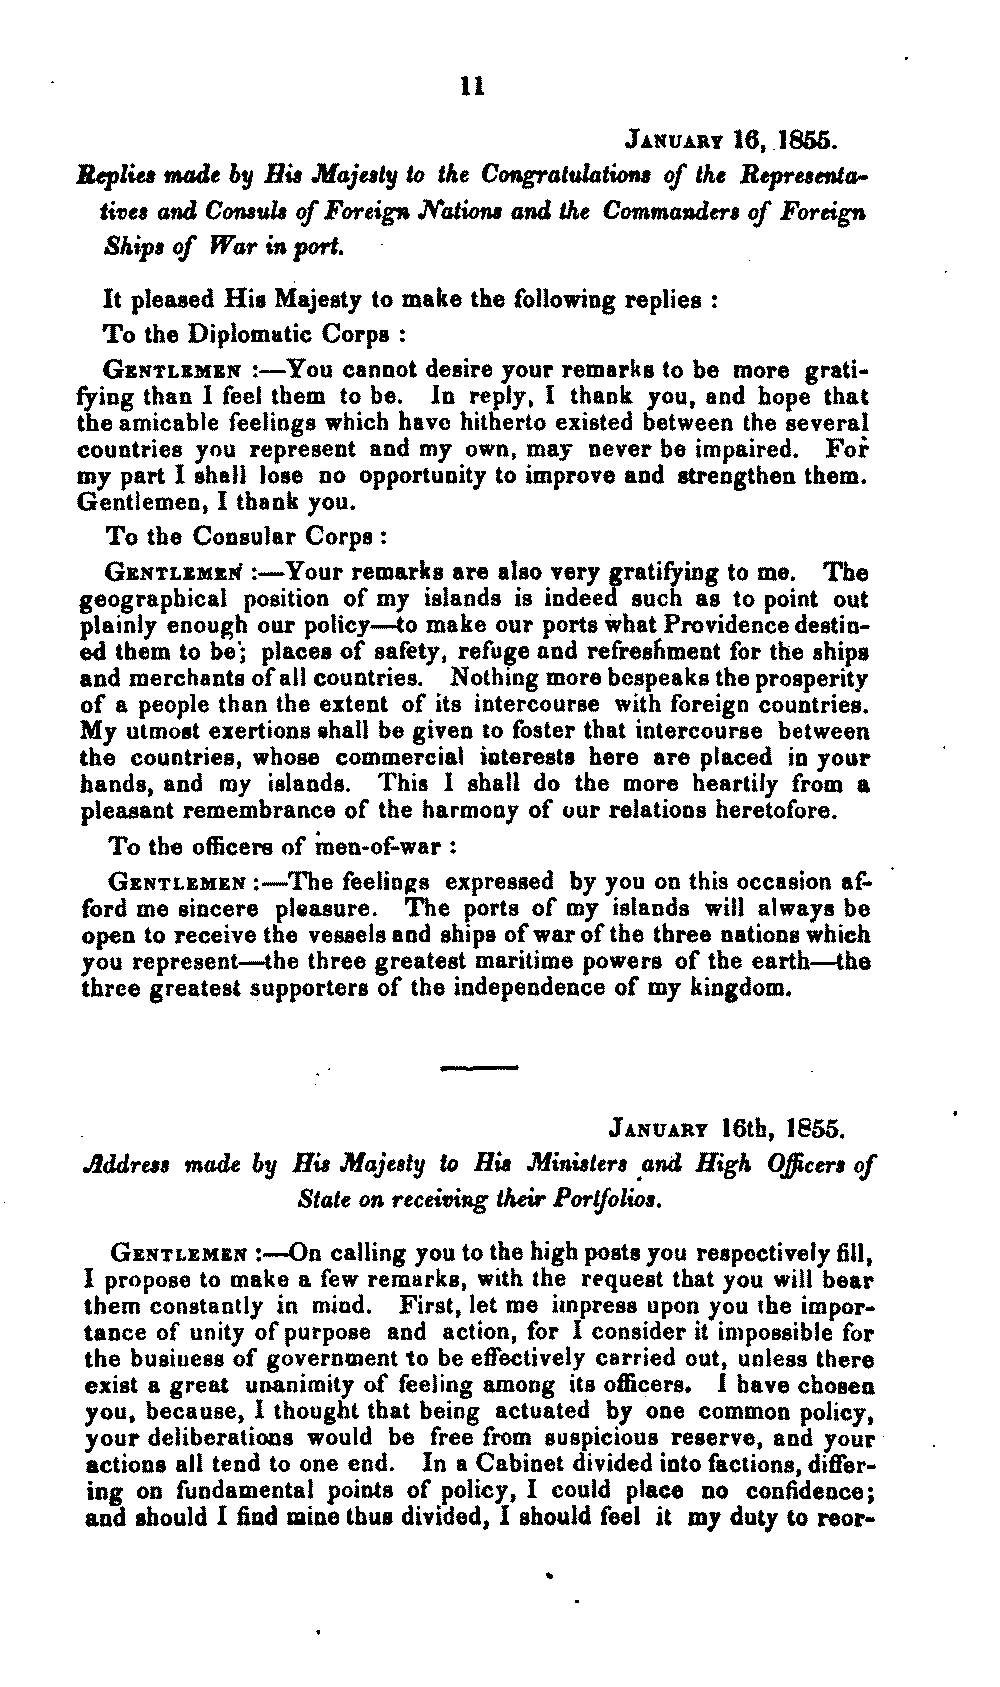 11
JANUARY 16, 1855.
Replies made by His Majesty to the Congratulations of the Representa-
tives and Consuls of Foreign Nations and the Commanders of Foreign
Ships of War in port.
It pleased His Majesty to make the following replies :
To the Diplomatic Corps :
GENTLEMEN :—You cannot desire your remarks to be more grati-
fying than I feel them to be. In reply, I thank you, and hope that
the amicable feelings which have hitherto existed between the several
countries you represent and my own, may never be impaired. For
my part I shall lose no opportunity to improve and strengthen them.
Gentlemen, I thank you.
To the Consular Corps :
GENTLEMEN :—Your remarks are also very gratifying to me. The
geographical position of my islands is indeed such as to point out
plainly enough our policy—to make our ports what Providence destin-
ed them to be; places of safety, refuge and refreshment for the ships
and merchants of all countries. Nothing more bespeaks the prosperity
of a people than the extent of its intercourse with foreign countries.
My utmost exertions shall be given to foster that intercourse between
the countries, whose commercial interests here are placed in your
hands, and my islands. This I shall do the more heartily from a
pleasant remembrance of the harmony of our relations heretofore.
To the officers of men-of-war :
GENTLEMEN :—The feelings expressed by you on this occasion af-
ford me sincere pleasure. The ports of my islands will always be
open to receive the vessels and ships of war of the three nations which
you represent—the three greatest maritime powers of the earth—the
three greatest supporters of the independence of my kingdom.
JANUARY 16th, 1855.
Address made by His Majesty to His Ministers and High Officers of
State on receiving their Portfolios.
GENTLEMEN :—On calling you to the high posts you respectively fill,
I propose to make a few remarks, with the request that you will bear
them constantly in mind. First, let me impress upon you the impor-
tance of unity of purpose and action, for I consider it impossible for
the business of government to be effectively carried out, unless there
exist a great unanimity of feeling among its officers. I have chosen
you, because, I thought that being actuated by one common policy,
your deliberations would be free from suspicious reserve, and your
actions all tend to one end. In a Cabinet divided into factions, differ-
ing on fundamental points of policy, I could place no confidence;
and should I find mine thus divided, I should feel it my duty to reor-